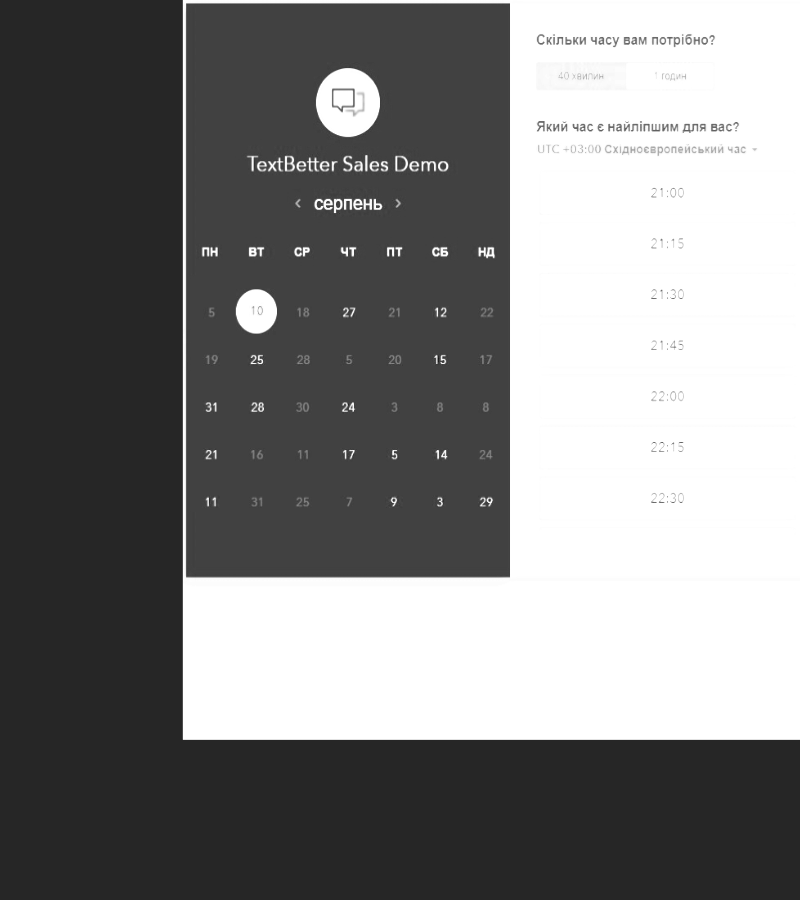 TextBetter Sales Demo
серпень
ПН ВТ СР ЧТ ПТ СБ НД
5 10 18 27 21 12 22
19 25 28 5 20 15 17
31 28 30 24 3 8 8
21 16 11 17 5 14 24
11 31 25 7 9 3 29
Скільки часу вам потрібно?
40 хвилин 1 годин
Який час є найліпшим для вас?
UTC +03:00 Східноєвропейський час
21:00
21:15
21:30
21:45
22:00
22:15
22:30